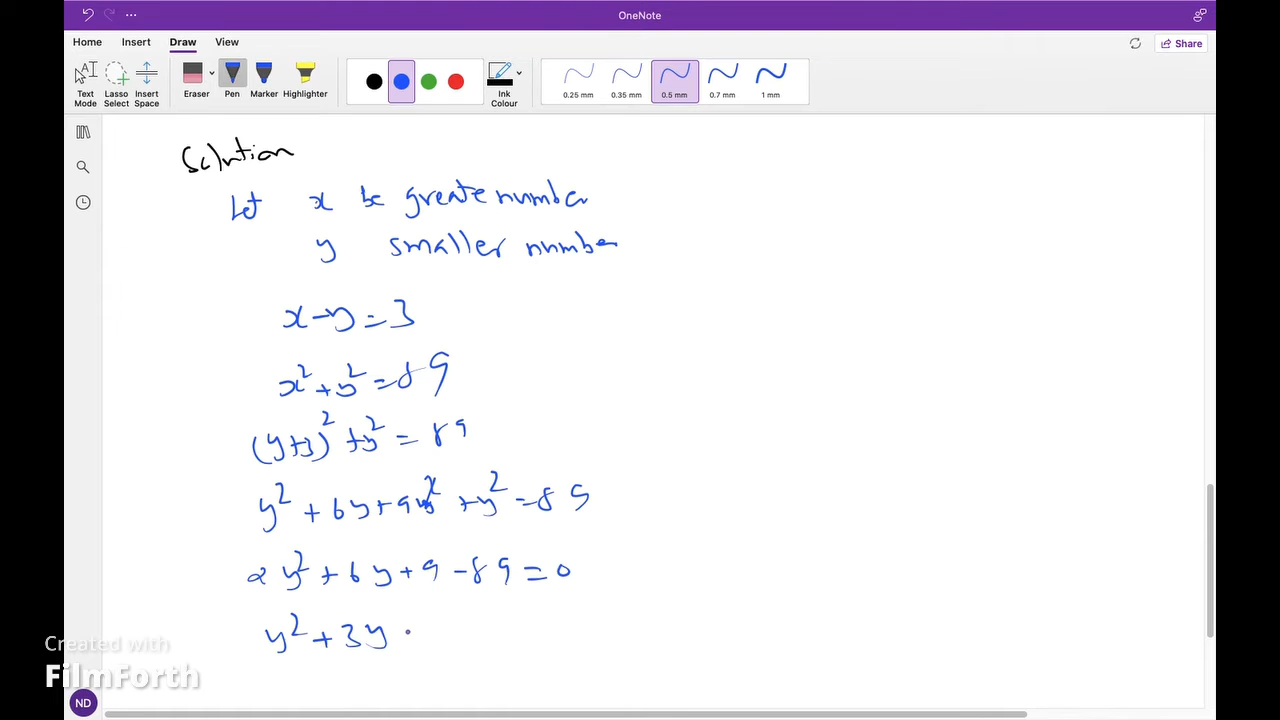 OneNote
Home Insert Draw View
Share
Text Mode Lasso Select Insert Space Eraser Pen Marker Highlighter Ink Colour 0.25 mm 0.35 mm 0.5 mm 0.7 mm 1 mm
Solution
Let x be greate number
y smaller number
x-y=3
x²+y²=89
(y+3)²+y²=89
y²+6y+9 +y²=89
2y²+6y+9-89=0
y²+3y
Created with
FilmForth
ND